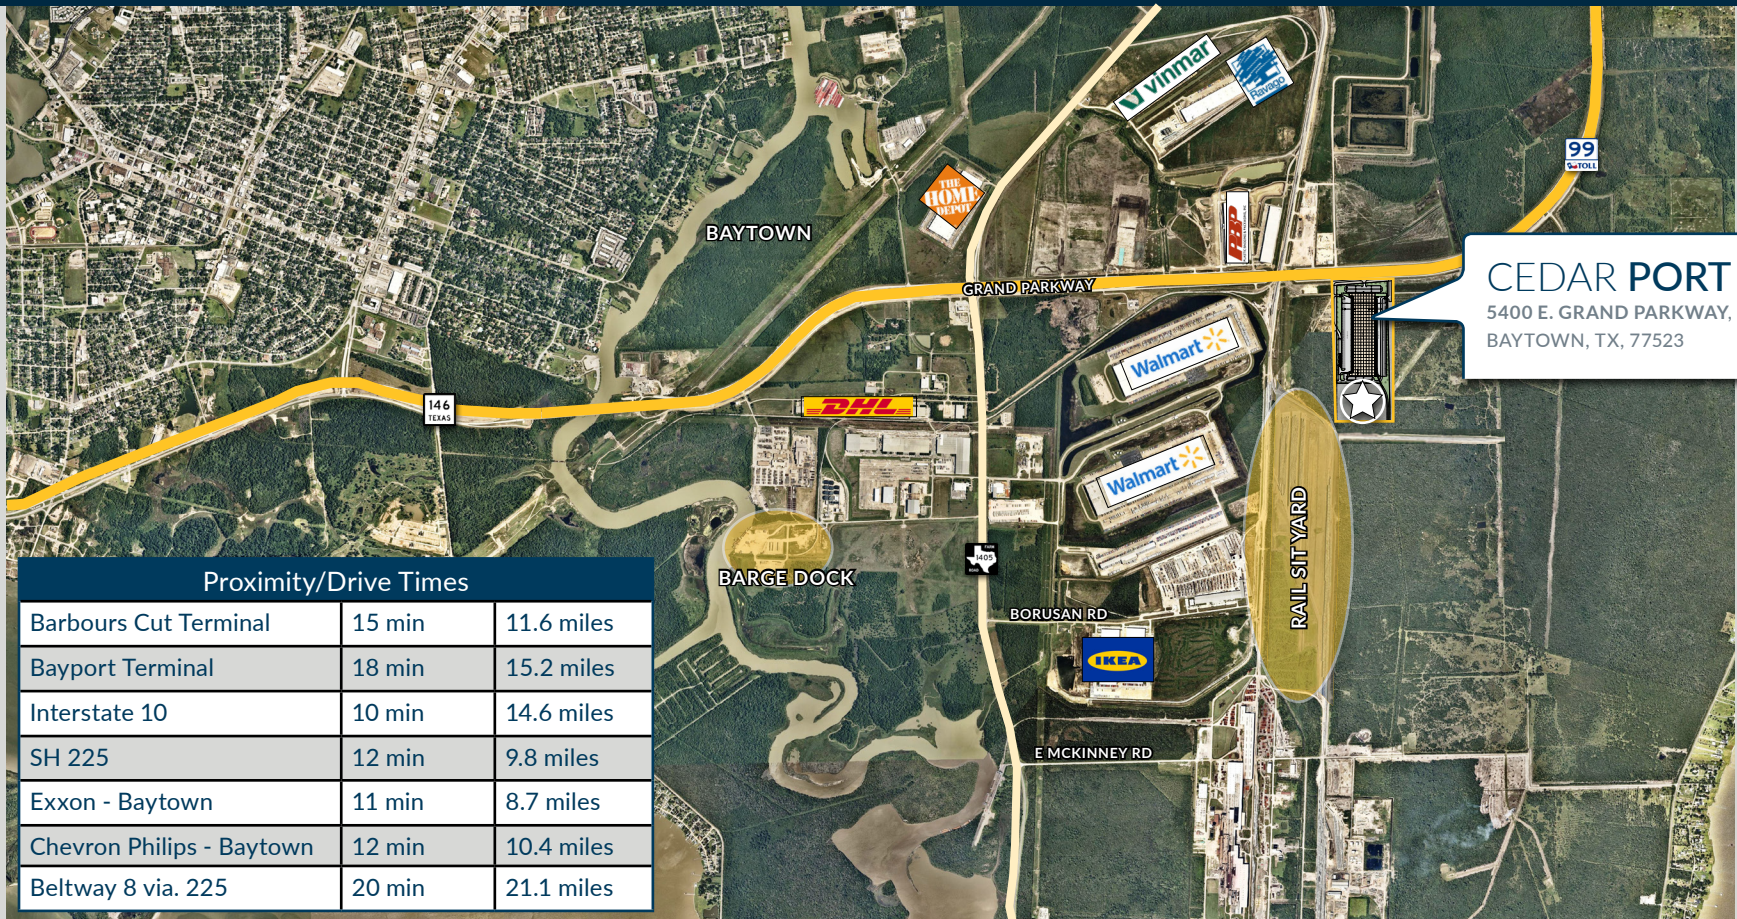 Vinmar
Ravago
99
TOLL
THE
HOME
DEPOT
BAYTOWN
CEDAR PORT
5400 E. GRAND PARKWAY,
BAYTOWN, TX, 77523
GRAND PARKWAY
Walmart
146
TEXAS
DHL
Walmart
RAIL SIT YARD
BARGE DOCK
PARK
1405
ROAD
BORUSAN RD
IKEA
E MCKINNEY RD
Proximity/Drive Times
Barbours Cut Terminal 15 min 11.6 miles
Bayport Terminal 18 min 15.2 miles
Interstate 10 10 min 14.6 miles
SH 225 12 min 9.8 miles
Exxon - Baytown 11 min 8.7 miles
Chevron Philips - Baytown 12 min 10.4 miles
Beltway 8 via. 225 20 min 21.1 miles